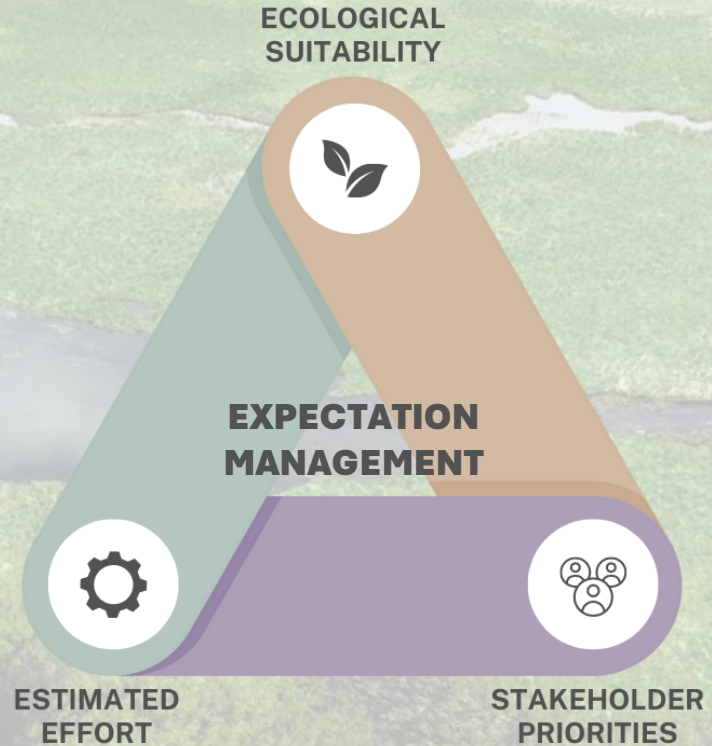 ECOLOGICAL
SUITABILITY
EXPECTATION
MANAGEMENT
ESTIMATED
EFFORT
STAKEHOLDER
PRIORITIES